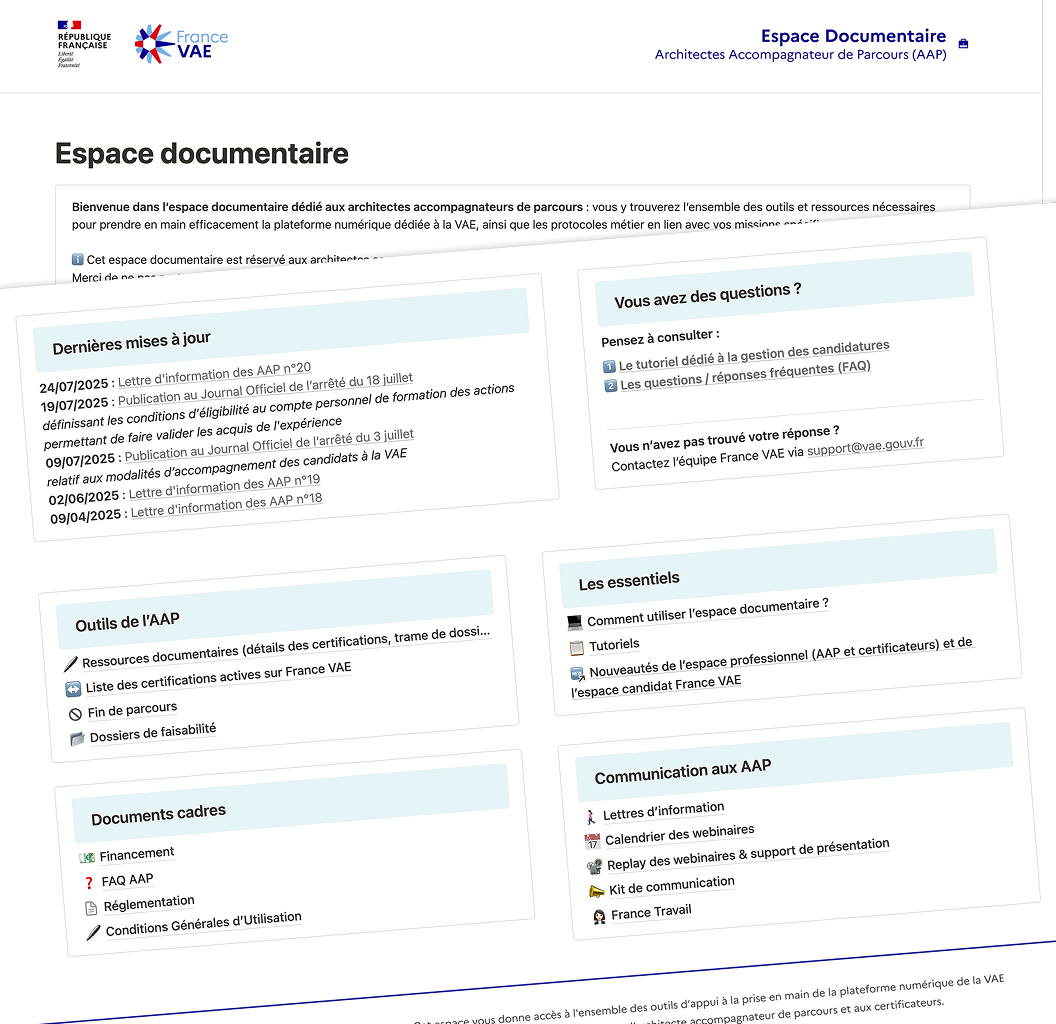 RÉPUBLIQUE
FRANÇAISE
Liberté
Égalité
Fraternité
France
VAE
Espace Documentaire
Architectes Accompagnateur de Parcours (AAP)
Espace documentaire
Bienvenue dans l'espace documentaire dédié aux architectes accompagnateurs de parcours : vous y trouverez l'ensemble des outils et ressources nécessaires
pour prendre en main efficacement la plateforme numérique dédiée à la VAE, ainsi que les protocoles métier en lien avec vos missions
Cet espace documentaire est réservé aux architectes
Merci de ne pas
Dernières mises à jour
24/07/2025 : Lettre d'information des AAP n°20
19/07/2025 : Publication au Journal Officiel de l'arrêté du 18 juillet
définissant les conditions d'éligibilité au compte personnel de formation des actions
permettant de faire valider les acquis de l'expérience
09/07/2025 : Publication au Journal Officiel de l'arrêté du 3 juillet
relatif aux modalités d'accompagnement des candidats à la VAE
02/06/2025 : Lettre d'information des AAP n°19
09/04/2025 : Lettre d'information des AAP n°18
Vous avez des questions ?
Pensez à consulter :
1 Le tutoriel dédié à la gestion des candidatures
2 Les questions / réponses fréquentes (FAQ)
Vous n'avez pas trouvé votre réponse ?
Contactez l'équipe France VAE via support@vae.gouv.fr
Outils de l'AAP
Ressources documentaires (détails des certifications, trame de dossi...
Liste des certifications actives sur France VAE
Fin de parcours
Dossiers de faisabilité
Les essentiels
Comment utiliser l'espace documentaire ?
Tutoriels
Nouveautés de l'espace professionnel (AAP et certificateurs) et de
l'espace candidat France VAE
Documents cadres
Financement
FAQ AAP
Réglementation
Conditions Générales d'Utilisation
Communication aux AAP
Lettres d'information
Calendrier des webinaires
Replay des webinaires & support de présentation
Kit de communication
France Travail
Cet espace vous donne accès à l'ensemble des outils d'appui à la prise en main de la plateforme numérique de la VAE
l'architecte accompagnateur de parcours et aux certificateurs.